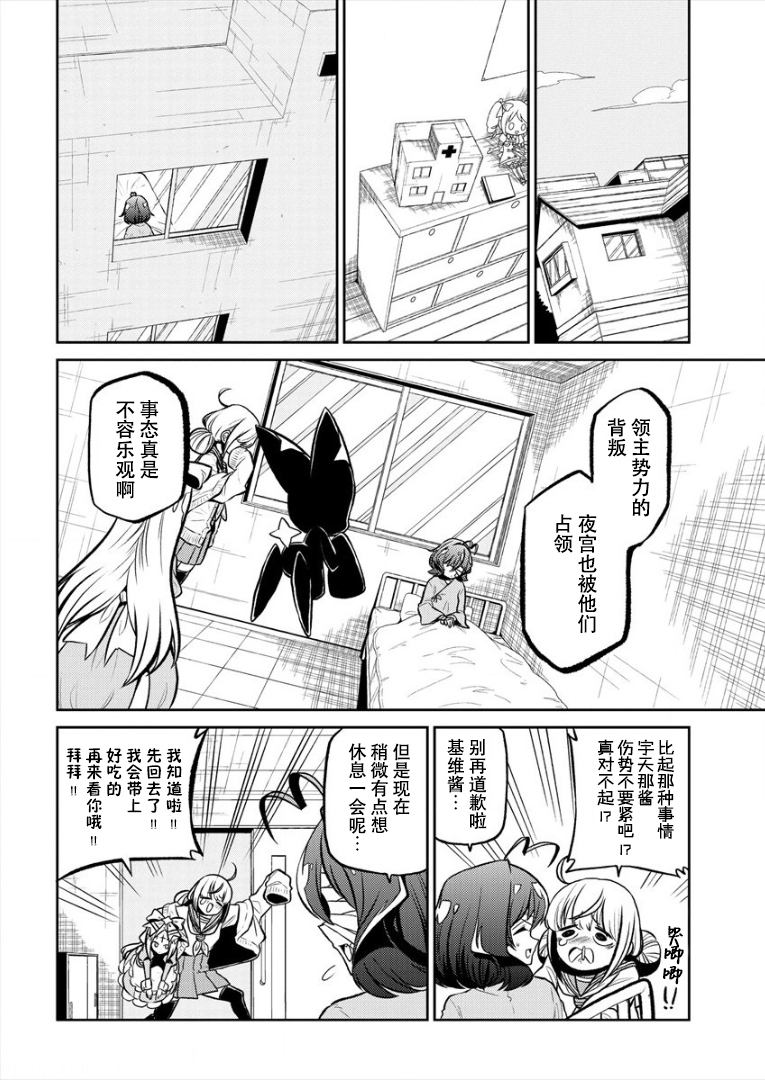 领主势力的
背叛
夜宫也被他们
占领
事态真是
不容乐观啊
比起那种事情
宇天那酱
伤势不要紧吧!?
真对不起!?
别再道歉啦
基维酱…
唧唧!!
但是现在
稍微有点想
休息一会呢…
我知道啦!!
先回去了!!
我会带上
好吃的
再来看你哦!!
拜拜!!